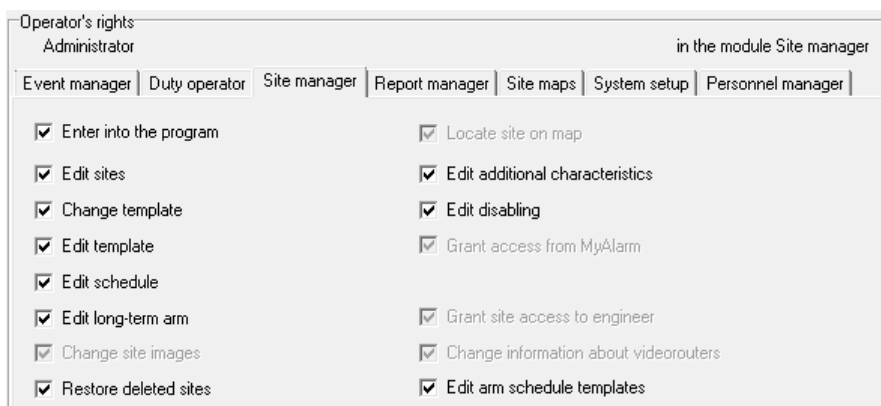 Operator's rights
Administrator in the module Site manager
Event manager Duty operator Site manager Report manager Site maps System setup Personnel manager
Enter into the program Locate site on map
Edit sites Edit additional characteristics
Change template Edit disabling
Edit template Grant access from MyAlarm
Edit schedule
Edit long-term arm Grant site access to engineer
Change site images Change information about videorouters
Restore deleted sites Edit arm schedule templates